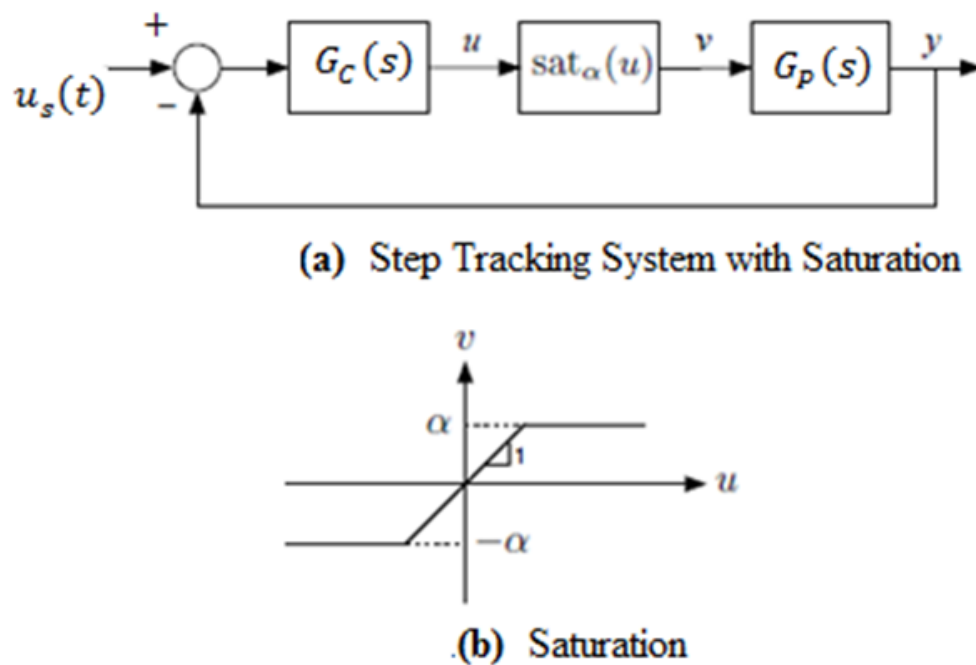 +
G_C(s)
u
sat_α(u)
v
G_p(s)
y
u_s(t)
−
(a) Step Tracking System with Saturation
v
α
1
u
−α
.(b) Saturation